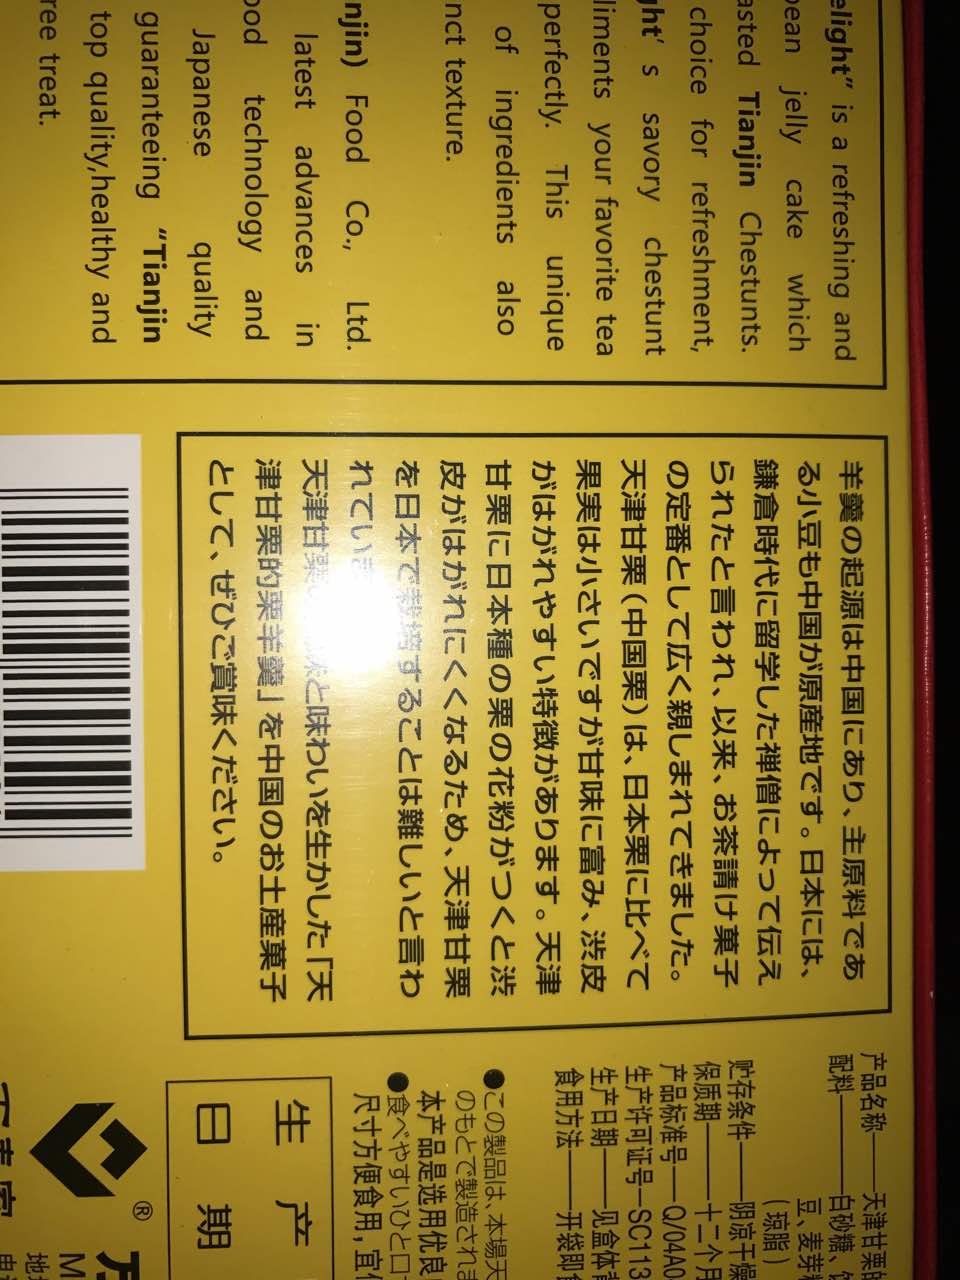 elight” is a refreshing and
bean jelly cake which
asted Tianjin Chestunts.
choice for refreshment,
ght’s savory chestunt
liments your favorite tea
perfectly. This unique
of ingredients also
nct texture.
njin) Food Co., Ltd.
latest advances in
ood technology and
Japanese quality
guaranteeing “Tianjin
top quality,healthy and
ree treat.
羊羹の起源は中国にあり、主原料であ
る小豆も中国が原産地です。日本には、
鎌倉時代に留学した禅僧によって伝え
られたと言われ、以来、お茶請け菓子
の定番として広く親しまれてきました。
天津甘栗（中国栗）は、日本栗に比べて
果実は小さいですが甘味に富み、渋皮
がはがれやすい特徴があります。天津
甘栗に日本種の栗の花粉がつくと渋
皮がはがれにくくなるため、天津甘栗
を日本で栽培することは難しいと言わ
れていま
天津甘栗 味と味わいを生かした「天
津甘栗的栗羊羹」を中国のお土産菓子
として、ぜひご賞味ください。
产品名称——天津甘栗的
配料——白砂糖、
豆、麦芽
（琼脂）
贮存条件——阴凉干燥
保质期——十二个月
产品标准号—Q/04A0
生产许可证号—SC113
生产日期——见盒体
食用方法——开袋即食
●この製品は、本場天
のもとで製造されま
本产品是选用优良
●食べやすいひと口
尺寸方便食用，宜
生 产
日 期
®
M
地